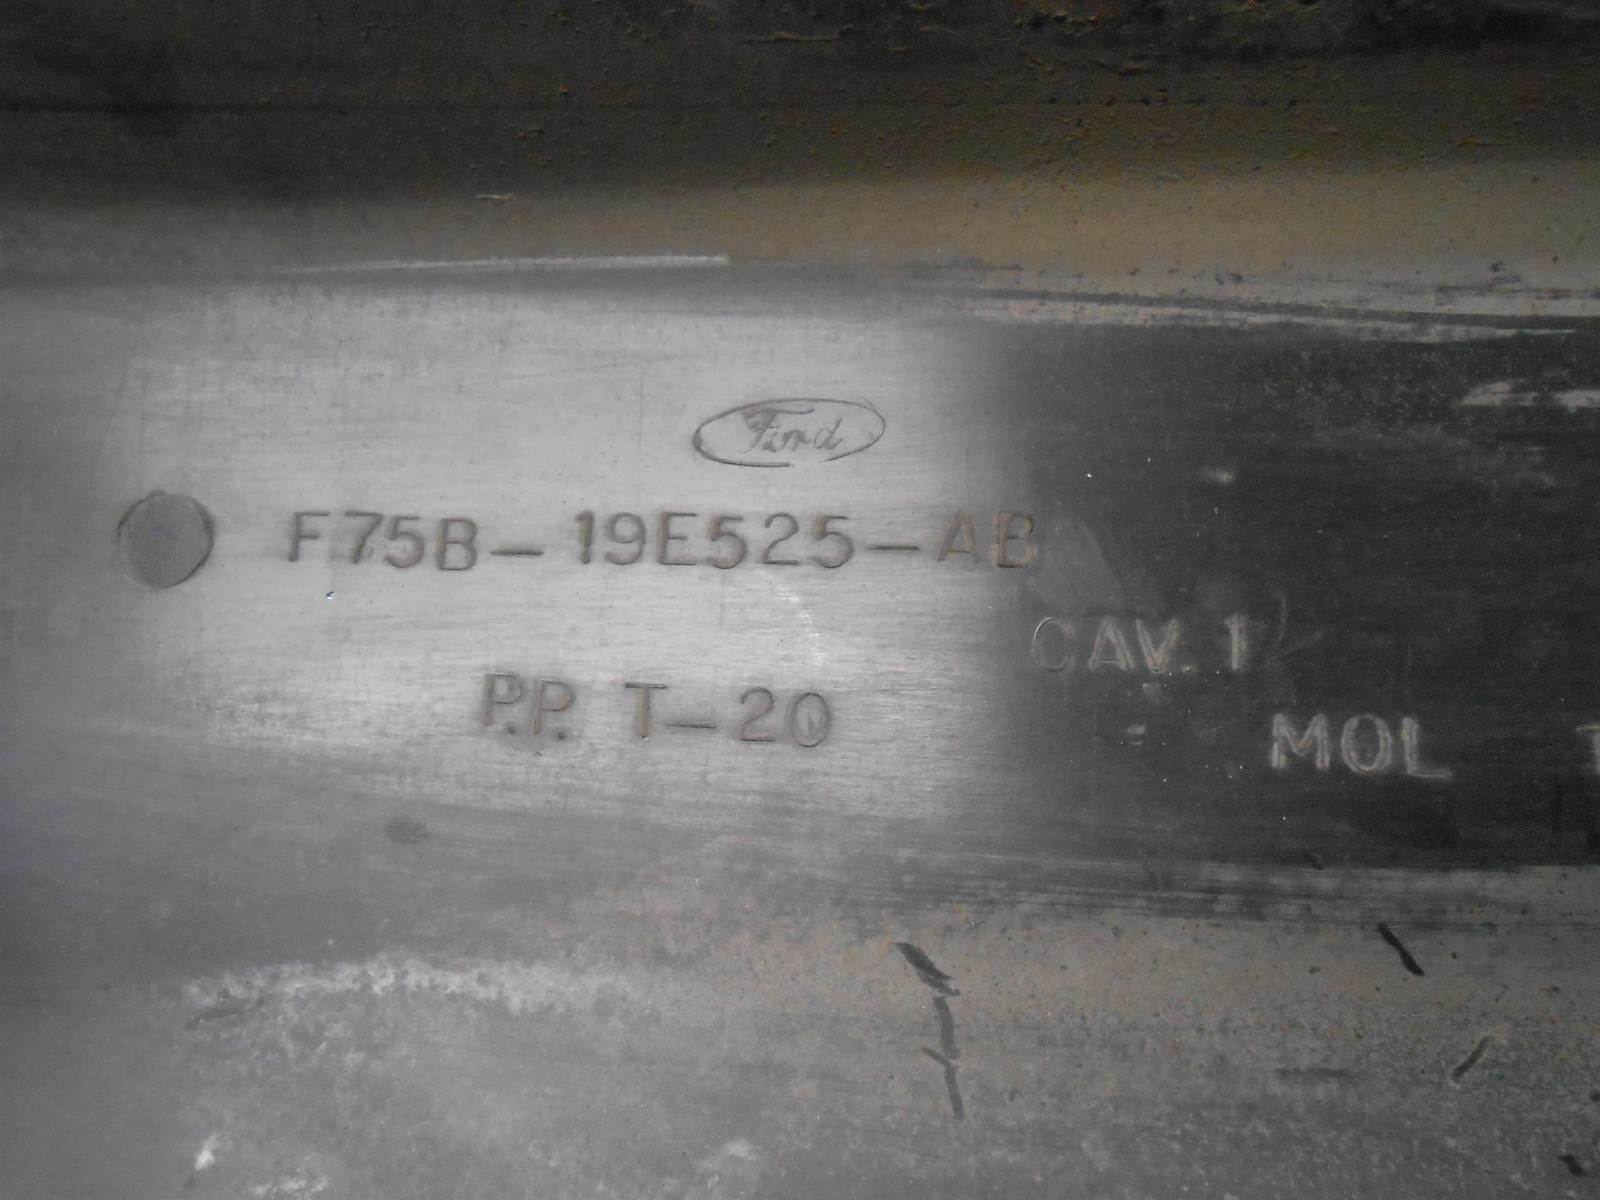 Ford
F75B-19E525-AB
CAV. 1
P.P. T-20
MOL